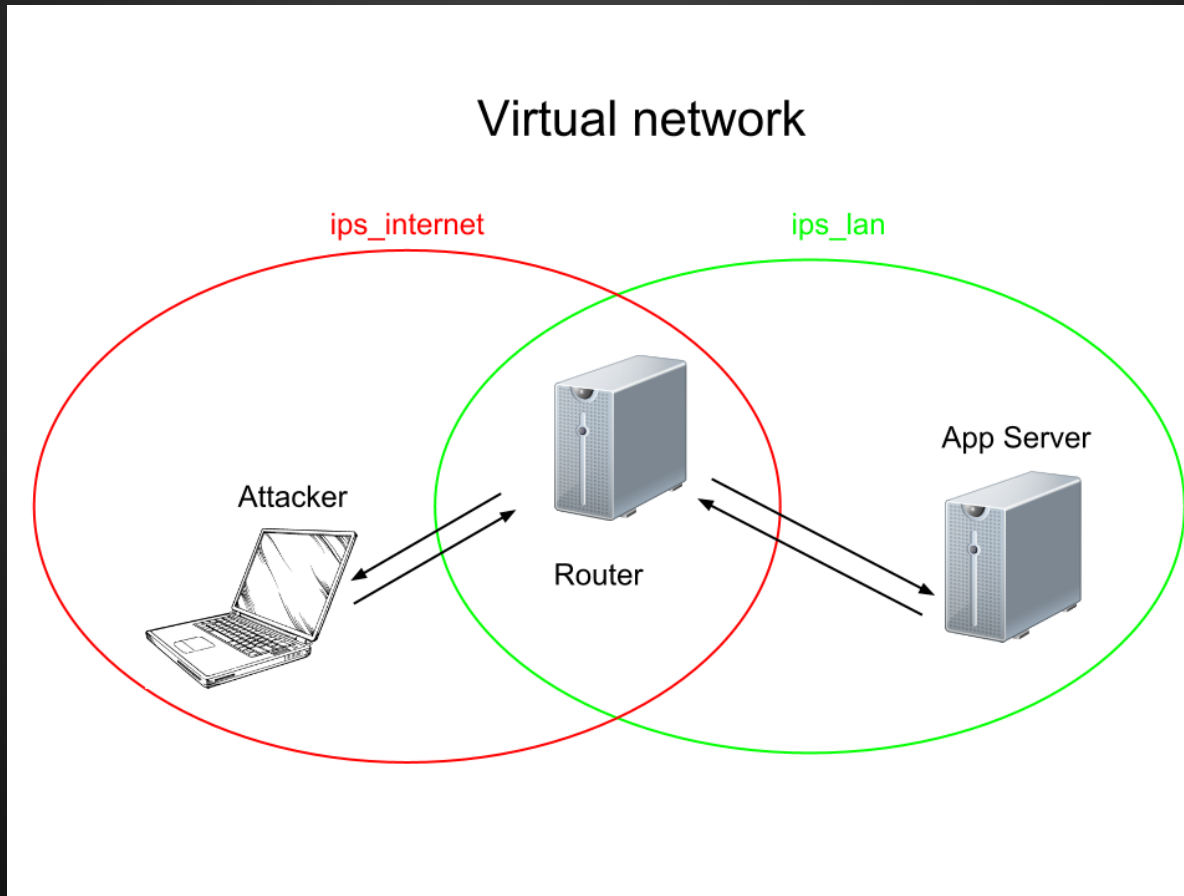 Virtual network
ips_internet
ips_lan
App Server
Attacker
Router